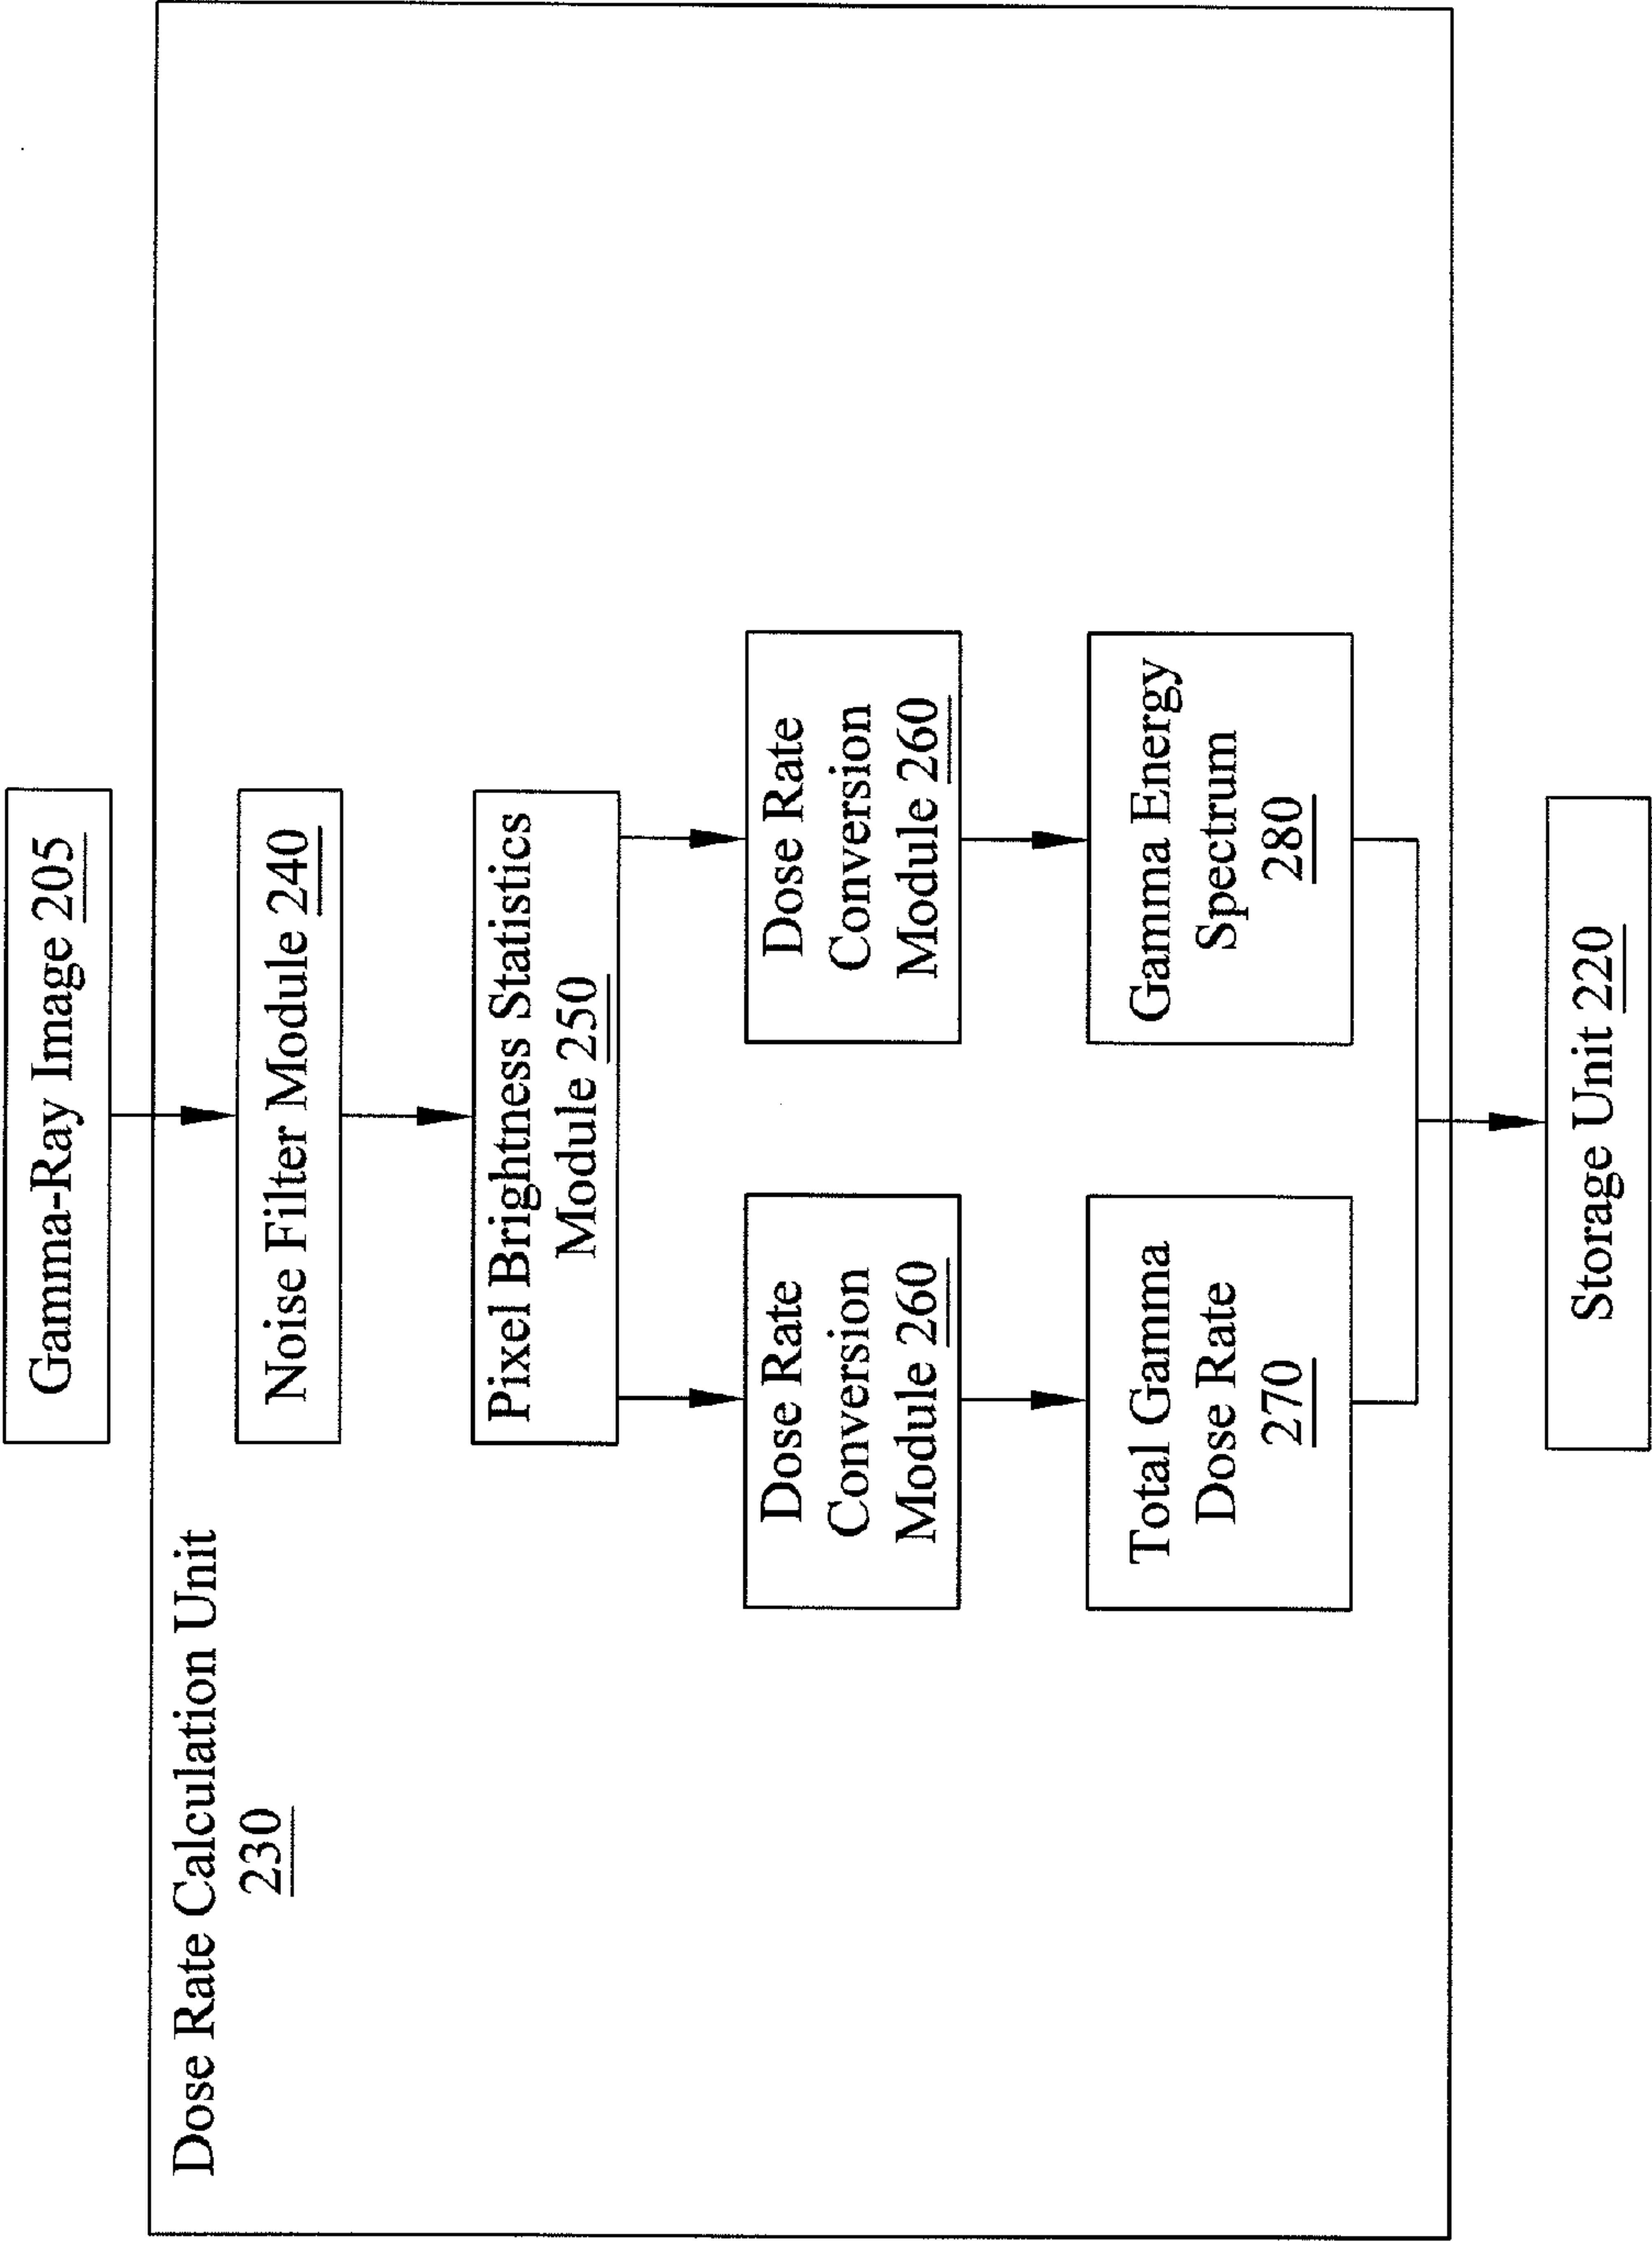 Gamma-Ray Image 205
Dose Rate Calculation Unit
230
Noise Filter Module 240
Pixel Brightness Statistics
Module 250
Dose Rate
Conversion
Module 260
Dose Rate
Conversion
Module 260
Total Gamma
Dose Rate
270
Gamma Energy
Spectrum
280
Storage Unit 220